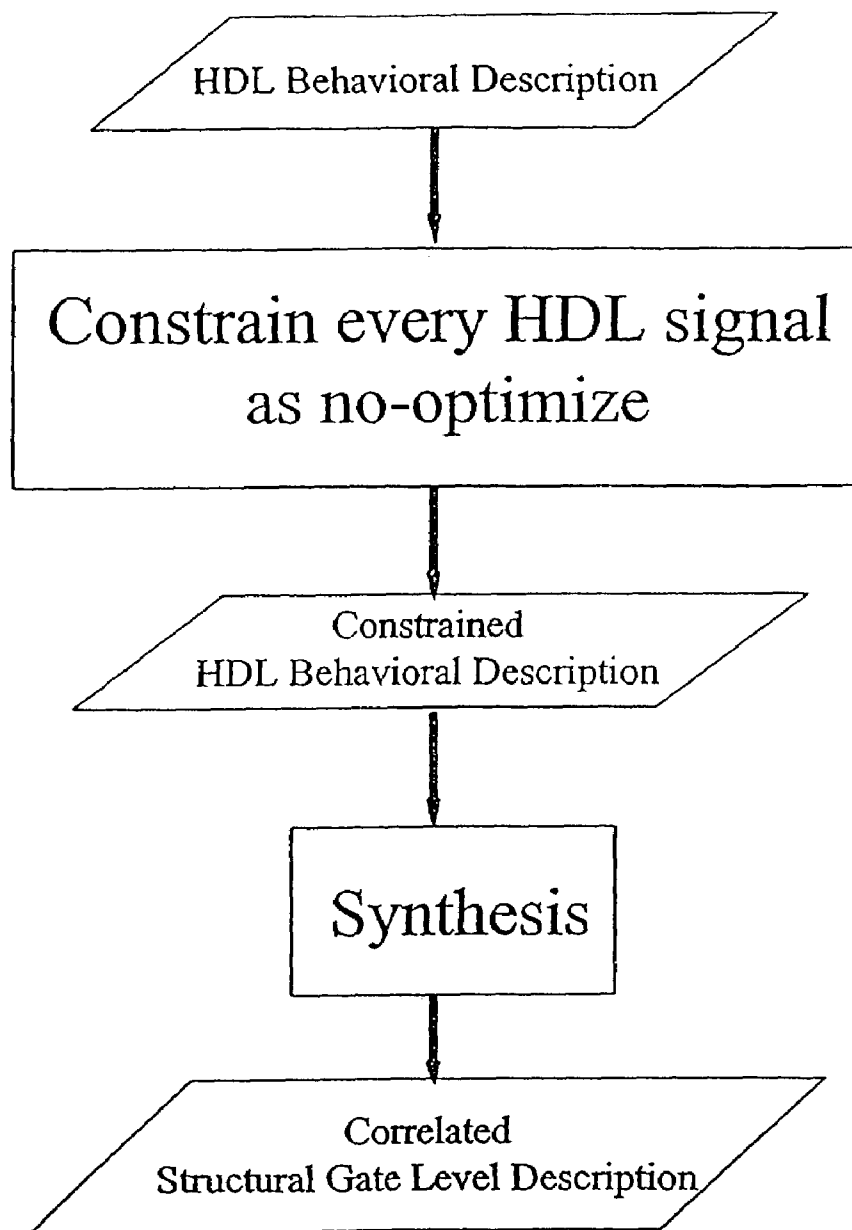 HDL Behavioral Description
Constrain every HDL signal
as no-optimize
Constrained
HDL Behavioral Description
Synthesis
Correlated
Structural Gate Level Description